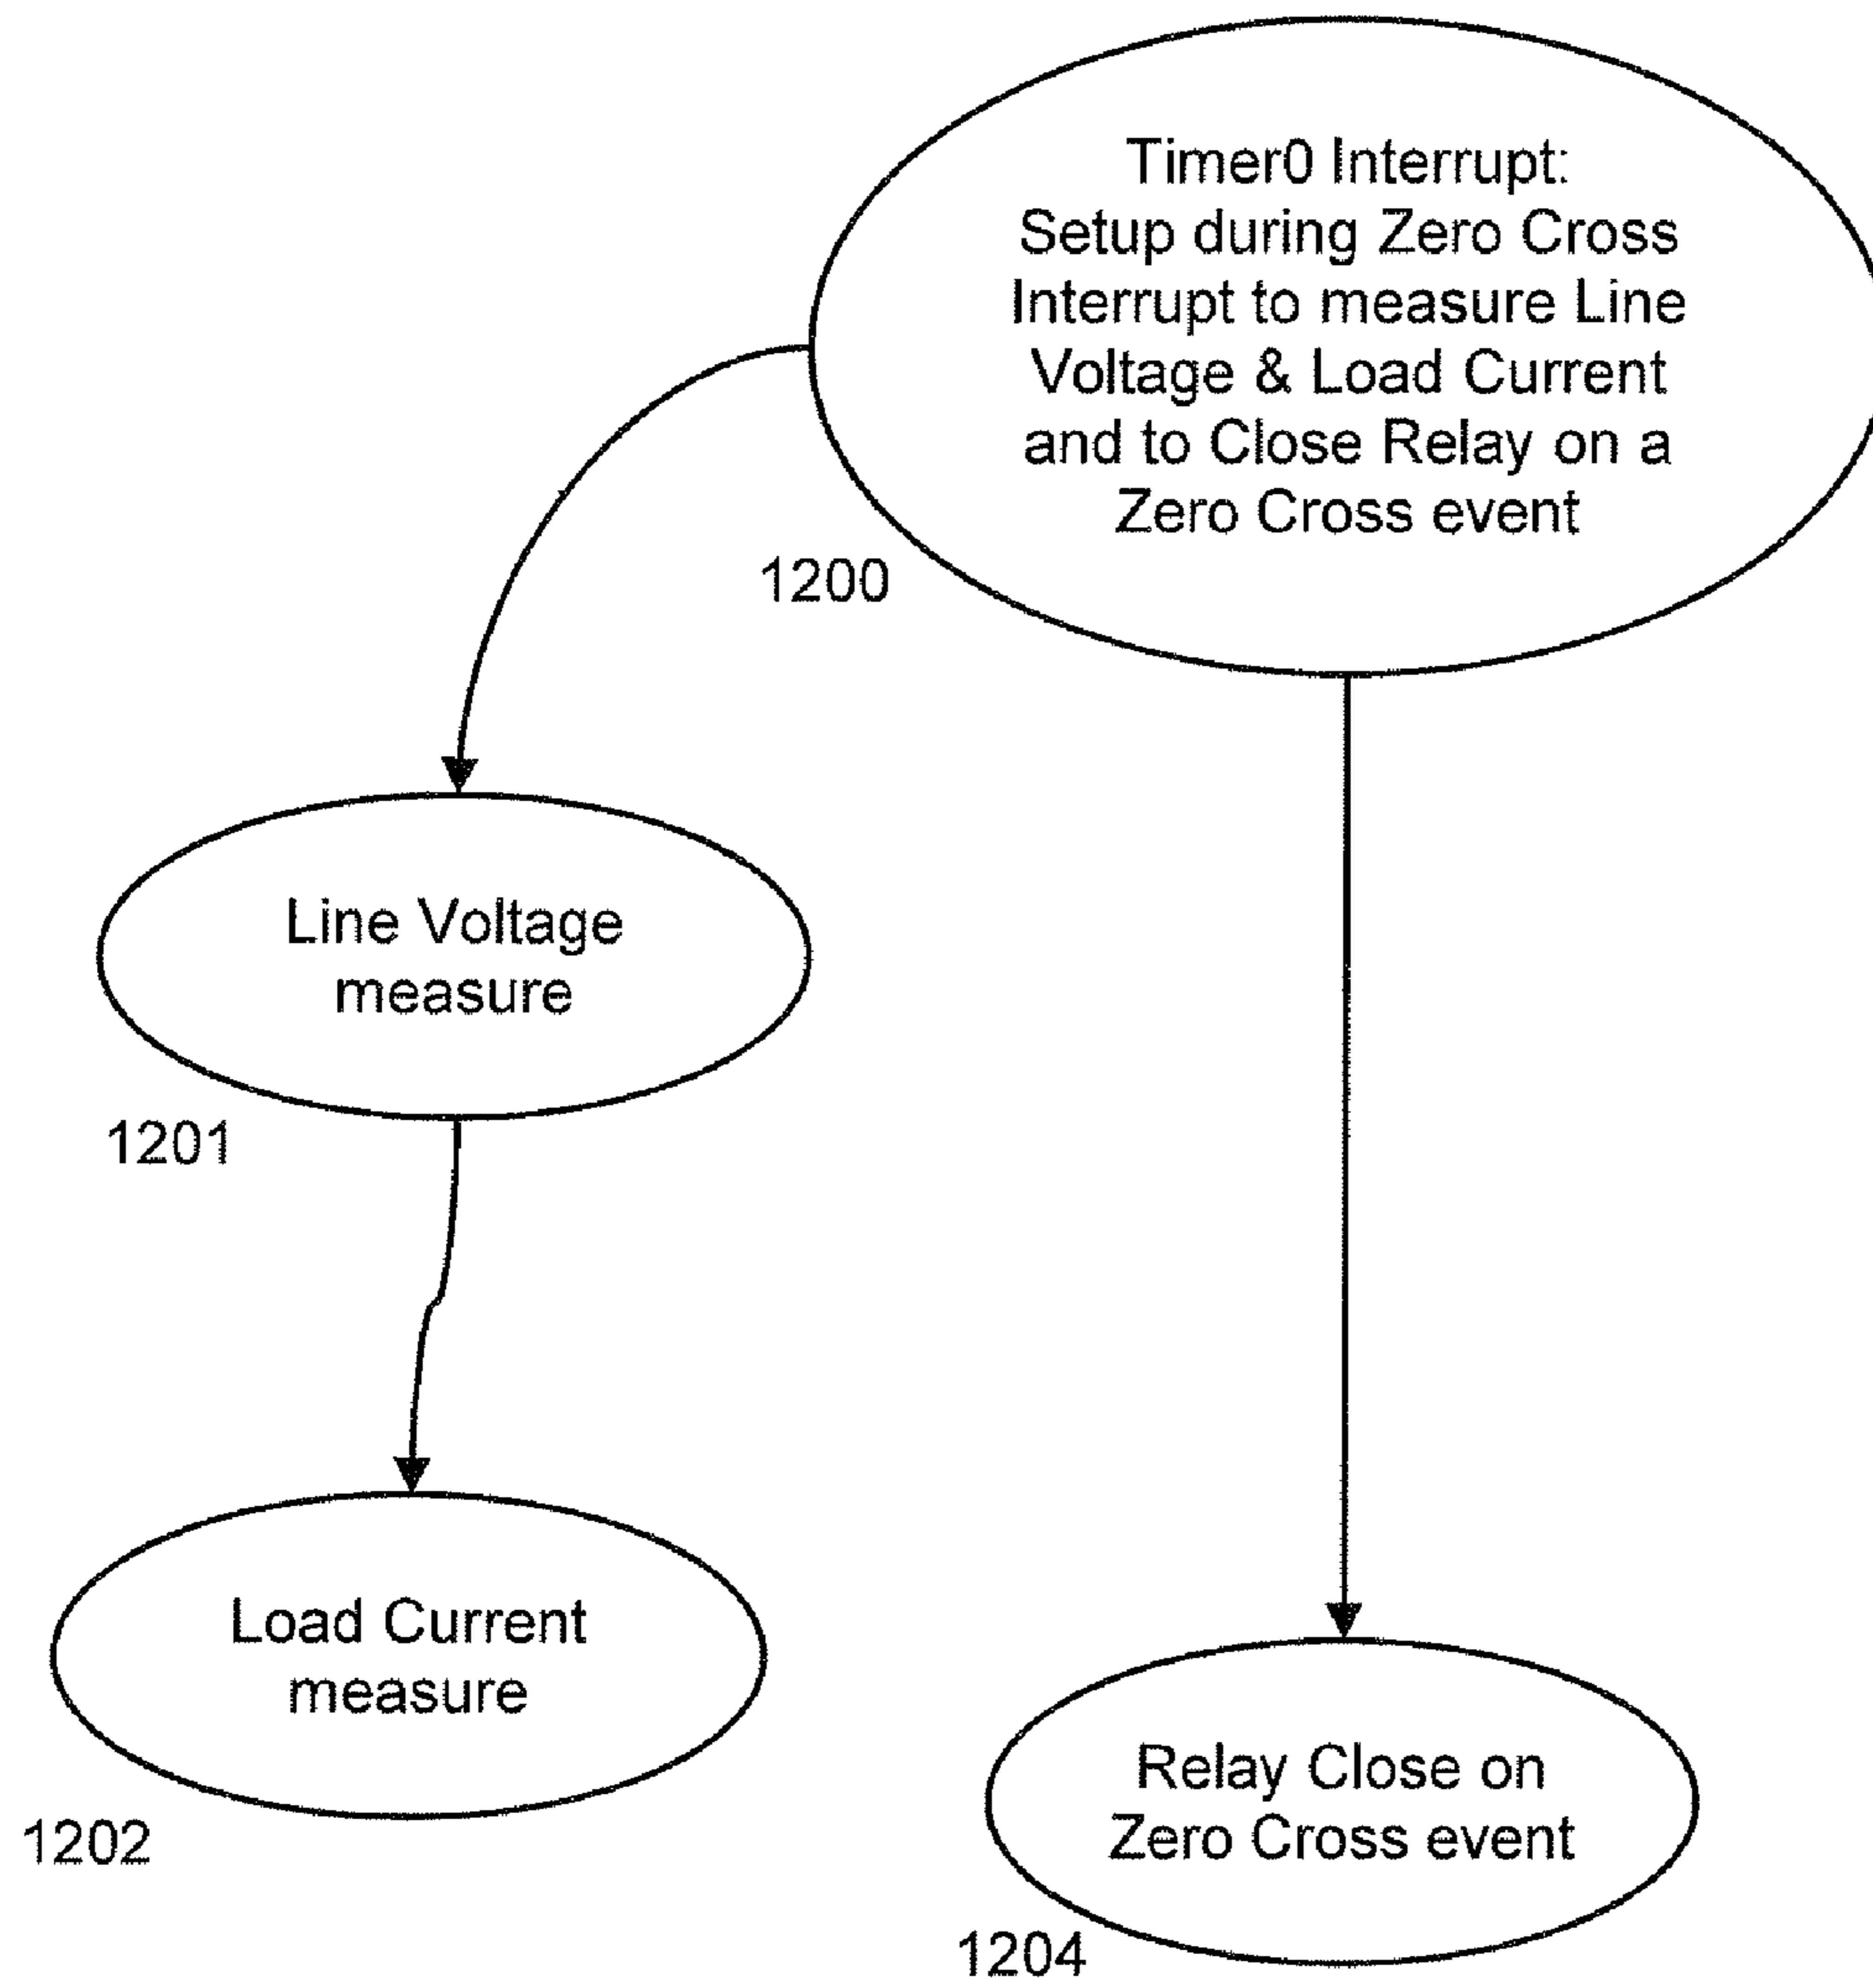 Timer0 Interrupt:
Setup during Zero Cross
Interrupt to measure Line
Voltage & Load Current
and to Close Relay on a
Zero Cross event
1200
Line Voltage
measure
1201
Load Current
measure
1202
Relay Close on
Zero Cross event
1204